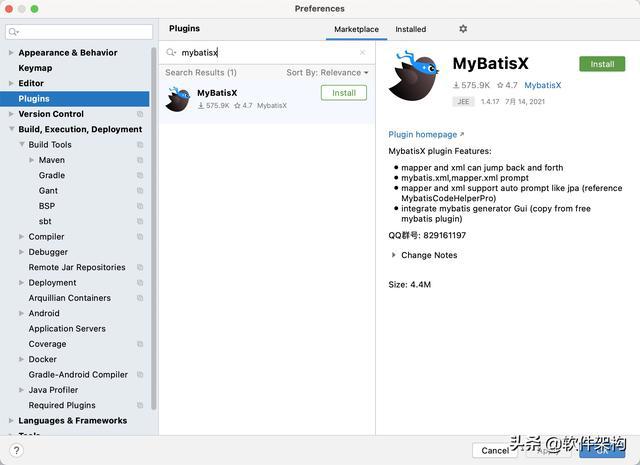 Preferences
Plugins
Marketplace
Installed
Appearance & Behavior
Keymap
Editor
Plugins
Version Control
Build, Execution, Deployment
Build Tools
Maven
Gradle
Gant
BSP
sbt
Compiler
Debugger
Remote Jar Repositories
Deployment
Arquillian Containers
Android
Application Servers
Coverage
Docker
Gradle-Android Compiler
Java Profiler
Required Plugins
Languages & Frameworks
Tools
mybatisx
Search Results (1)
Sort By: Relevance
MyBatisX
Install
575.9K 4.7 MybatisX
MyBatisX
Install
575.9K 4.7 MybatisX
JEE 1.4.17 7月 14, 2021
Plugin homepage
MybatisX plugin Features:
mapper and xml can jump back and forth
mybatis.xml,mapper.xml prompt
mapper and xml support auto prompt like jpa (reference
MybatisCodeHelperPro)
integrate mybatis generator Gui (copy from free
mybatis plugin)
QQ群号: 829161197
Change Notes
Size: 4.4M
?
Cancel
Apply
OK
头条 @软件架构